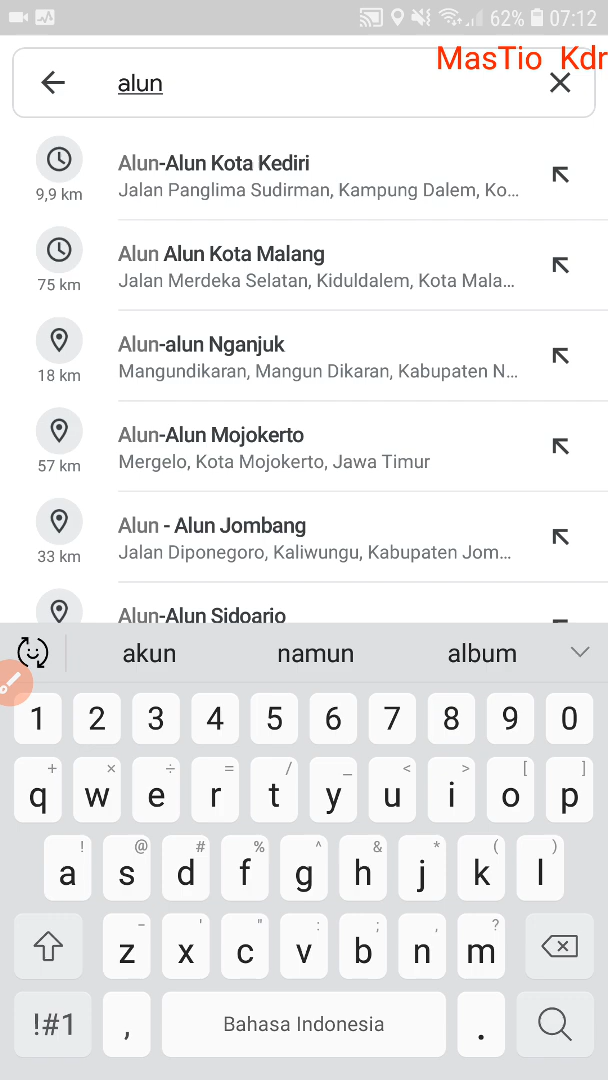 62% 07:12
MasTio Kdr
alun
Alun-Alun Kota Kediri
9,9 km
Jalan Panglima Sudirman, Kampung Dalem, Ko...
Alun Alun Kota Malang
75 km
Jalan Merdeka Selatan, Kiduldalem, Kota Mala...
Alun-alun Nganjuk
18 km
Mangundikaran, Mangun Dikaran, Kabupaten N...
Alun-Alun Mojokerto
57 km
Mergelo, Kota Mojokerto, Jawa Timur
Alun - Alun Jombang
33 km
Jalan Diponegoro, Kaliwungu, Kabupaten Jom...
Alun-Alun Sidoarjo
akun namun album
1 2 3 4 5 6 7 8 9 0
+ × ÷ = / _ < > [ ]
q w e r t y u i o p
! @ # % ^ & * ( )
a s d f g h j k l
- ' " : ; , ?
z x c v b n m
!#1 , Bahasa Indonesia .